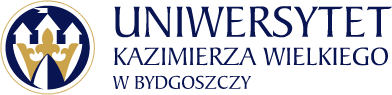 UNIWERSYTET
KAZIMIERZA WIELKIEGO
W BYDGOSZCZY